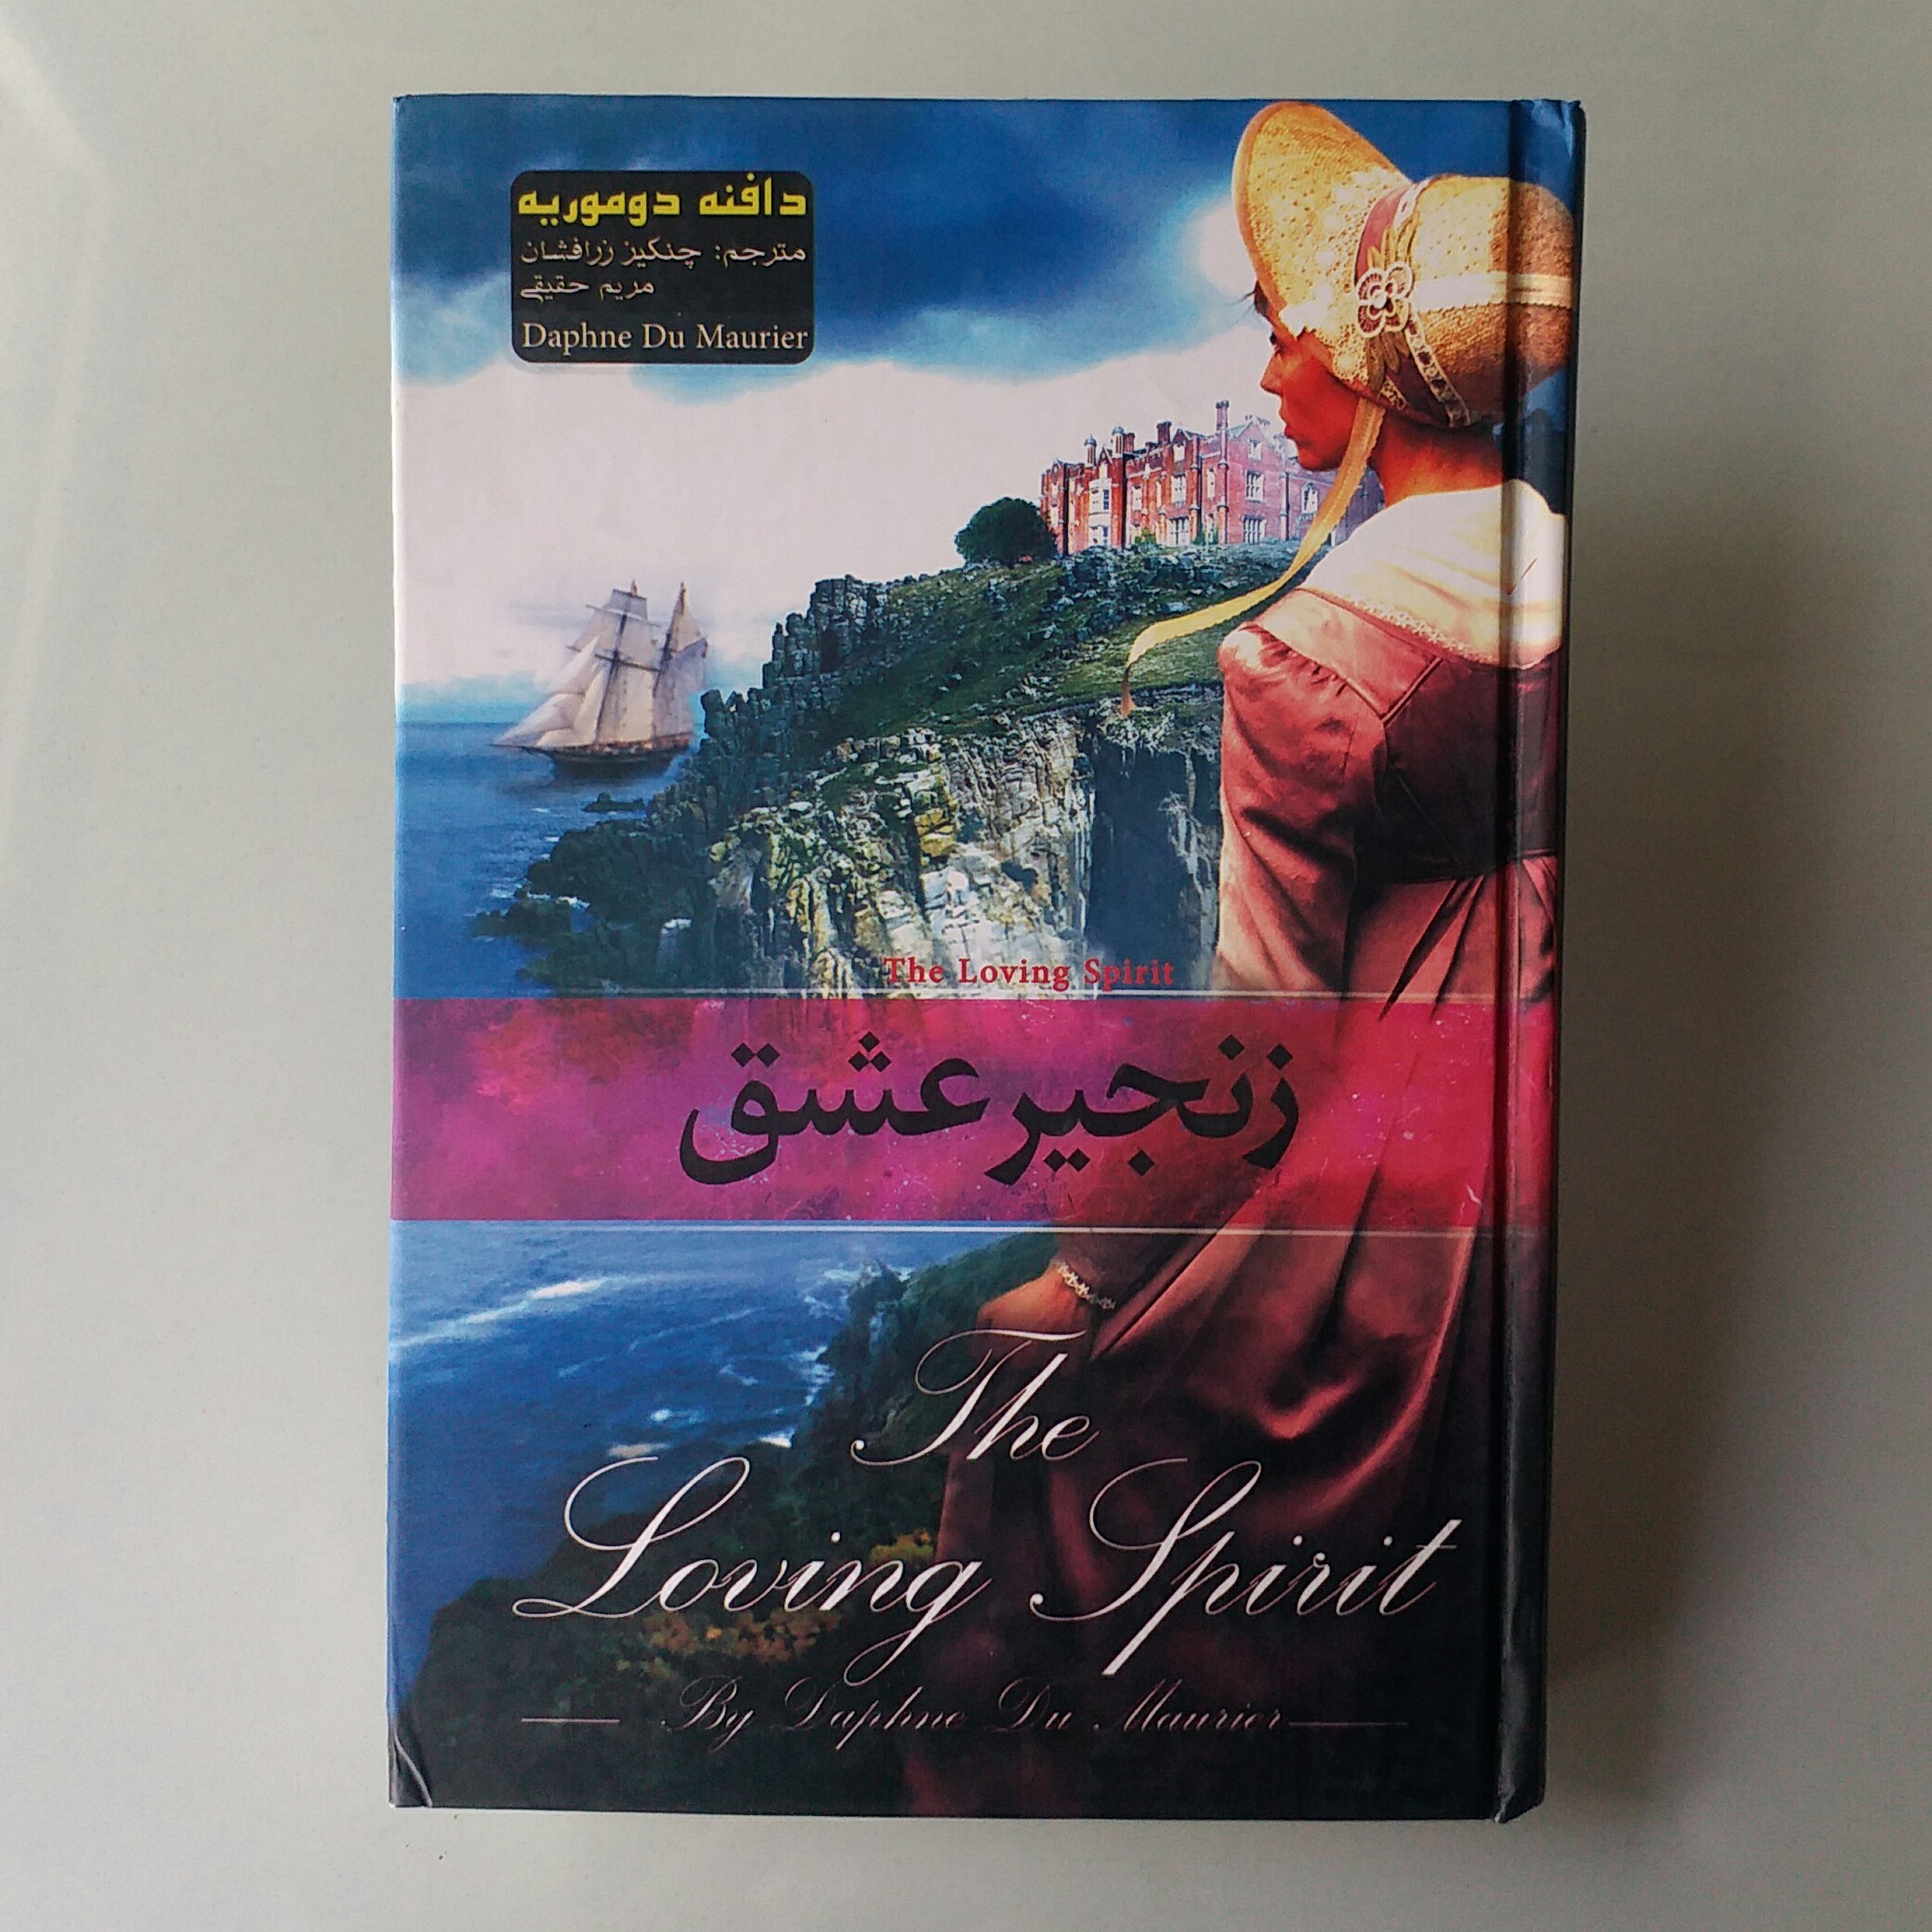 دافنه دوموریه
مترجم: چنگیز زرافشان
مریم حقیقی
Daphne Du Maurier
The Loving Spirit
زنجیر عشق
The
Loving Spirit
By Daphne Du Maurier